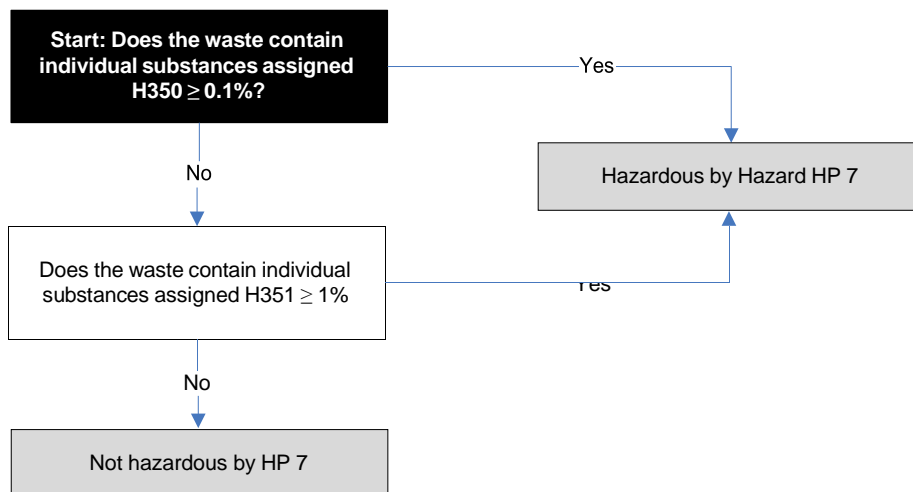 Start: Does the waste contain
individual substances assigned
H350 ≥ 0.1%?
Yes
No
Hazardous by Hazard HP 7
Does the waste contain individual
substances assigned H351 ≥ 1%
Yes
No
Not hazardous by HP 7